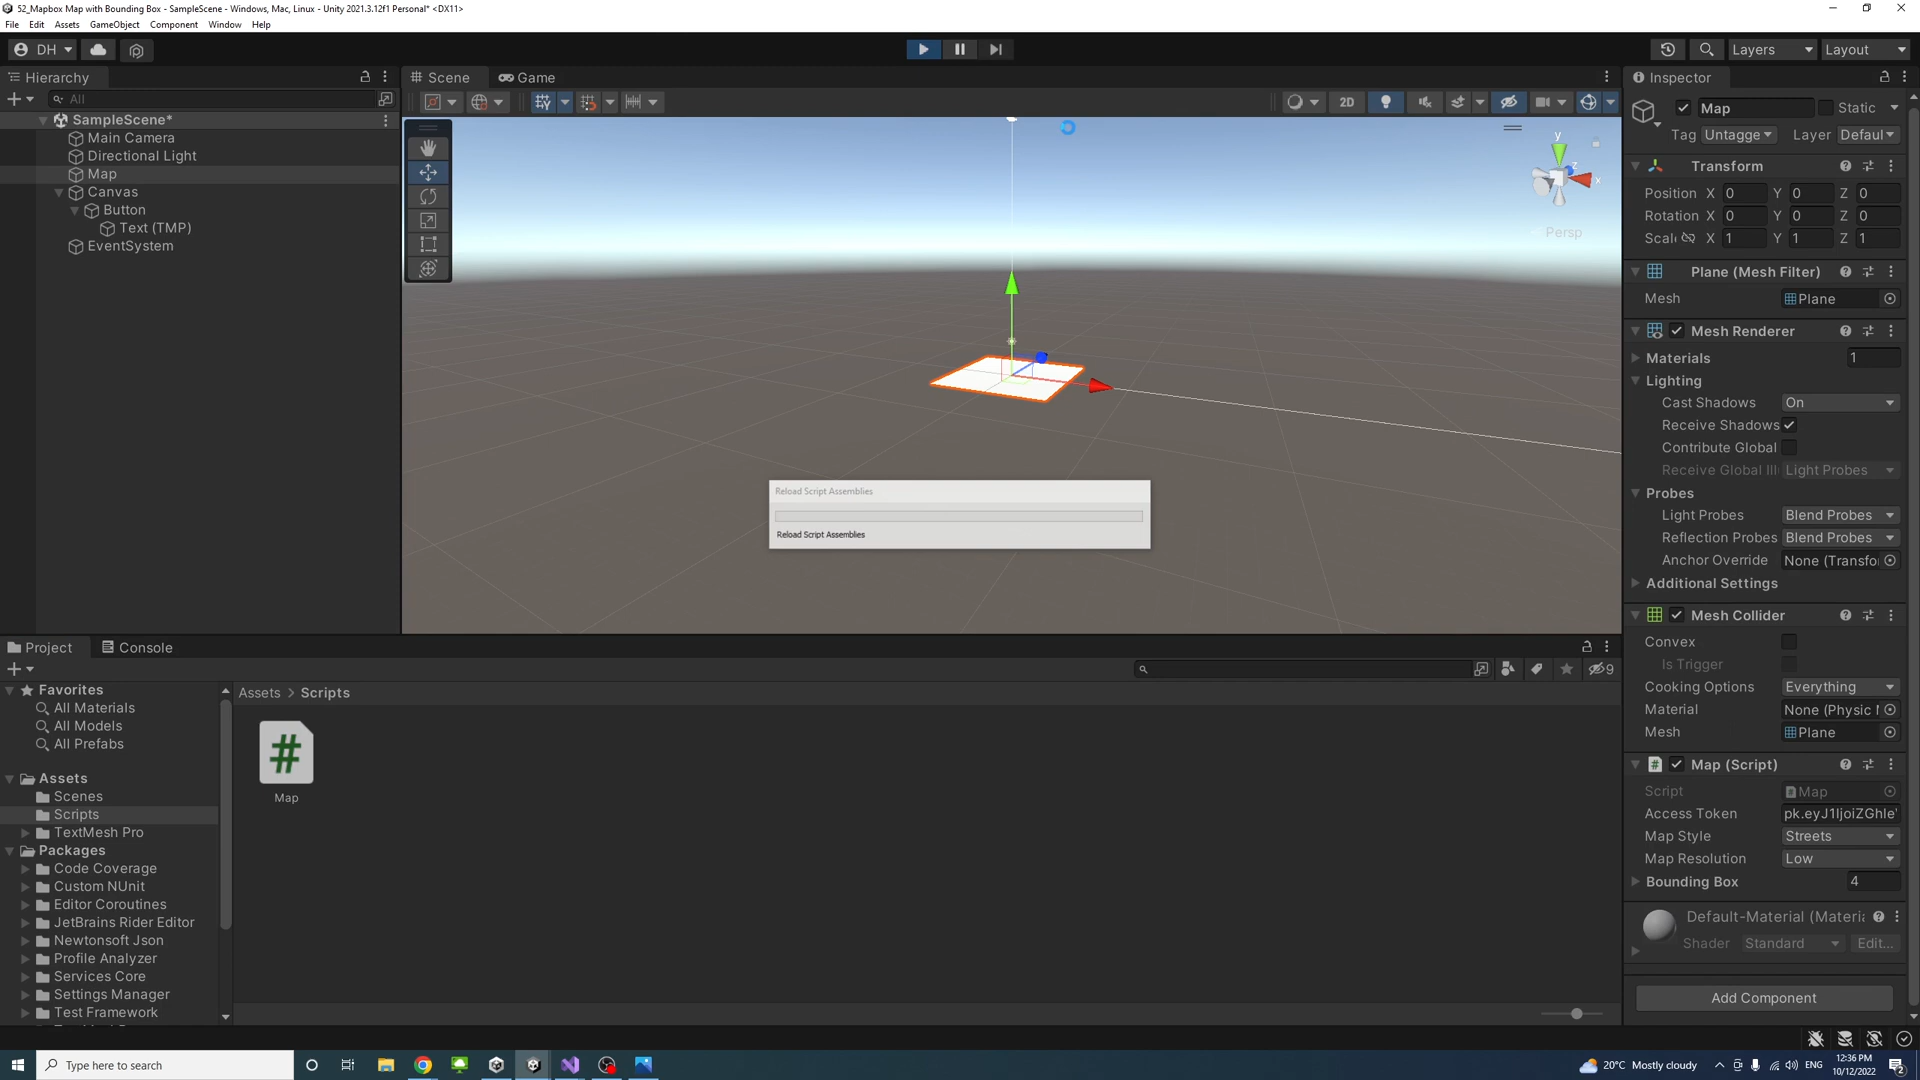 52_Mapbox Map with Bounding Box - SampleScene - Windows, Mac, Linux - Unity 2021.3.12f1 Personal* <DX11>
File Edit Assets GameObject Component Window Help
DH
Layers
Layout
Hierarchy
All
SampleScene*
Main Camera
Directional Light
Map
Canvas
Button
Text (TMP)
EventSystem
Scene
Game
2D
y
z
x
Persp
Reload Script Assemblies
Reload Script Assemblies
Inspector
Map
Static
Tag Untagge Layer Defaul
Transform
Position X 0 Y 0 Z 0
Rotation X 0 Y 0 Z 0
Scal X 1 Y 1 Z 1
Plane (Mesh Filter)
Mesh Plane
Mesh Renderer
Materials 1
Lighting
Cast Shadows On
Receive Shadows
Contribute Global
Receive Global Ill Light Probes
Probes
Light Probes Blend Probes
Reflection Probes Blend Probes
Anchor Override None (Transfo
Additional Settings
Mesh Collider
Convex
Is Trigger
Cooking Options Everything
Material None (Physic
Mesh Plane
Map (Script)
Script Map
Access Token
Map Style Streets
Map Resolution Low
Bounding Box 4
Default-Material (Materi
Shader Standard Edit...
Add Component
Project
Console
9
Favorites
All Materials
All Models
All Prefabs
Assets
Scenes
Scripts
TextMesh Pro
Packages
Code Coverage
Custom NUnit
Editor Coroutines
JetBrains Rider Editor
Newtonsoft Json
Profile Analyzer
Services Core
Settings Manager
Test Framework
Assets > Scripts
#
Map
Type here to search
20°C Mostly cloudy
ENG
12:36 PM
10/12/2022
2